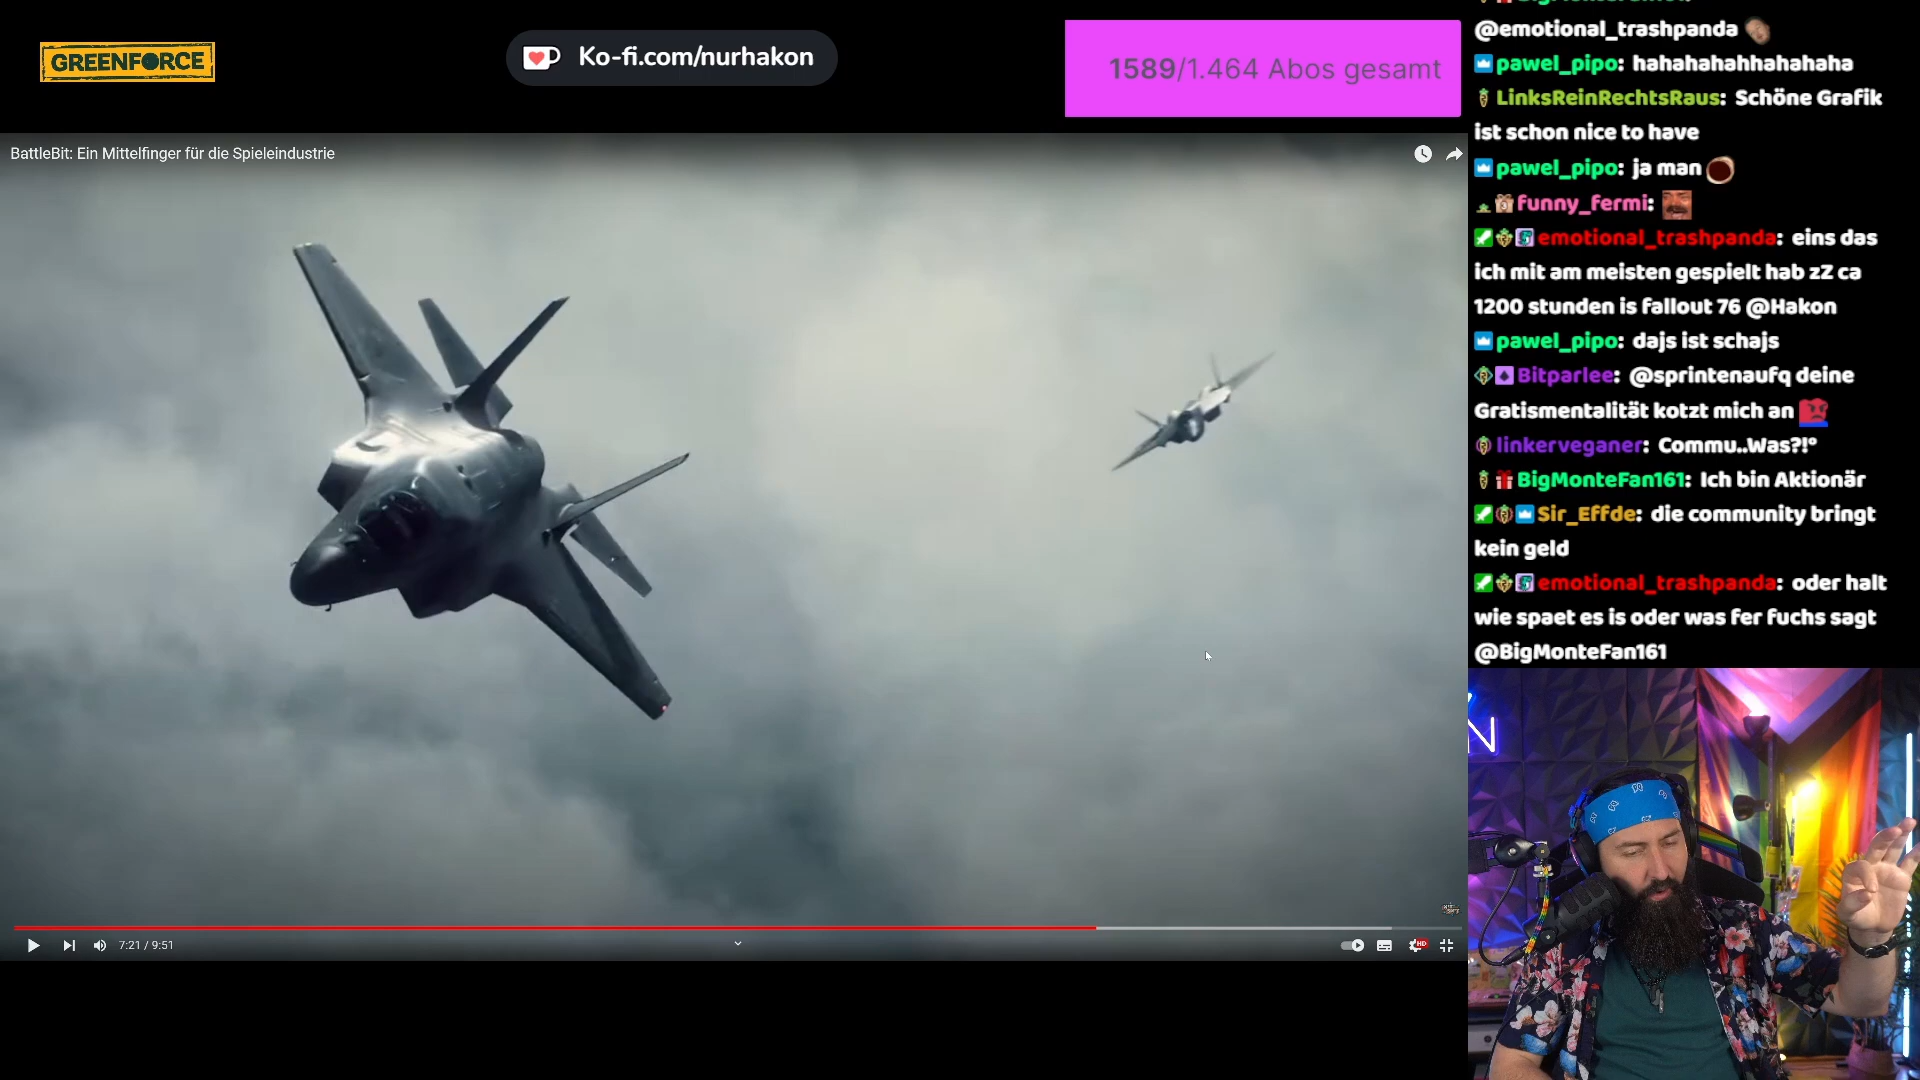 GREENFORCE
Ko-fi.com/nurhakon
1589/1.464 Abos gesamt
BattleBit: Ein Mittelfinger für die Spieleindustrie
7:21 / 9:51
HD
@emotional_trashpanda
pawel_pipo: hahahahahhahahaha
LinksReinRechtsRaus: Schöne Grafik
ist schon nice to have
pawel_pipo: ja man
funny_fermi:
emotional_trashpanda: eins das
ich mit am meisten gespielt hab zZ ca
1200 stunden is fallout 76 @Hakon
pawel_pipo: dajs ist schajs
Bitparlee: @sprintenaufq deine
Gratismentalität kotzt mich an
linkerveganer: Commu..Was?!°
BigMonteFan161: Ich bin Aktionär
Sir_Effde: die community bringt
kein geld
emotional_trashpanda: oder halt
wie spaet es is oder was fer fuchs sagt
@BigMonteFan161
N